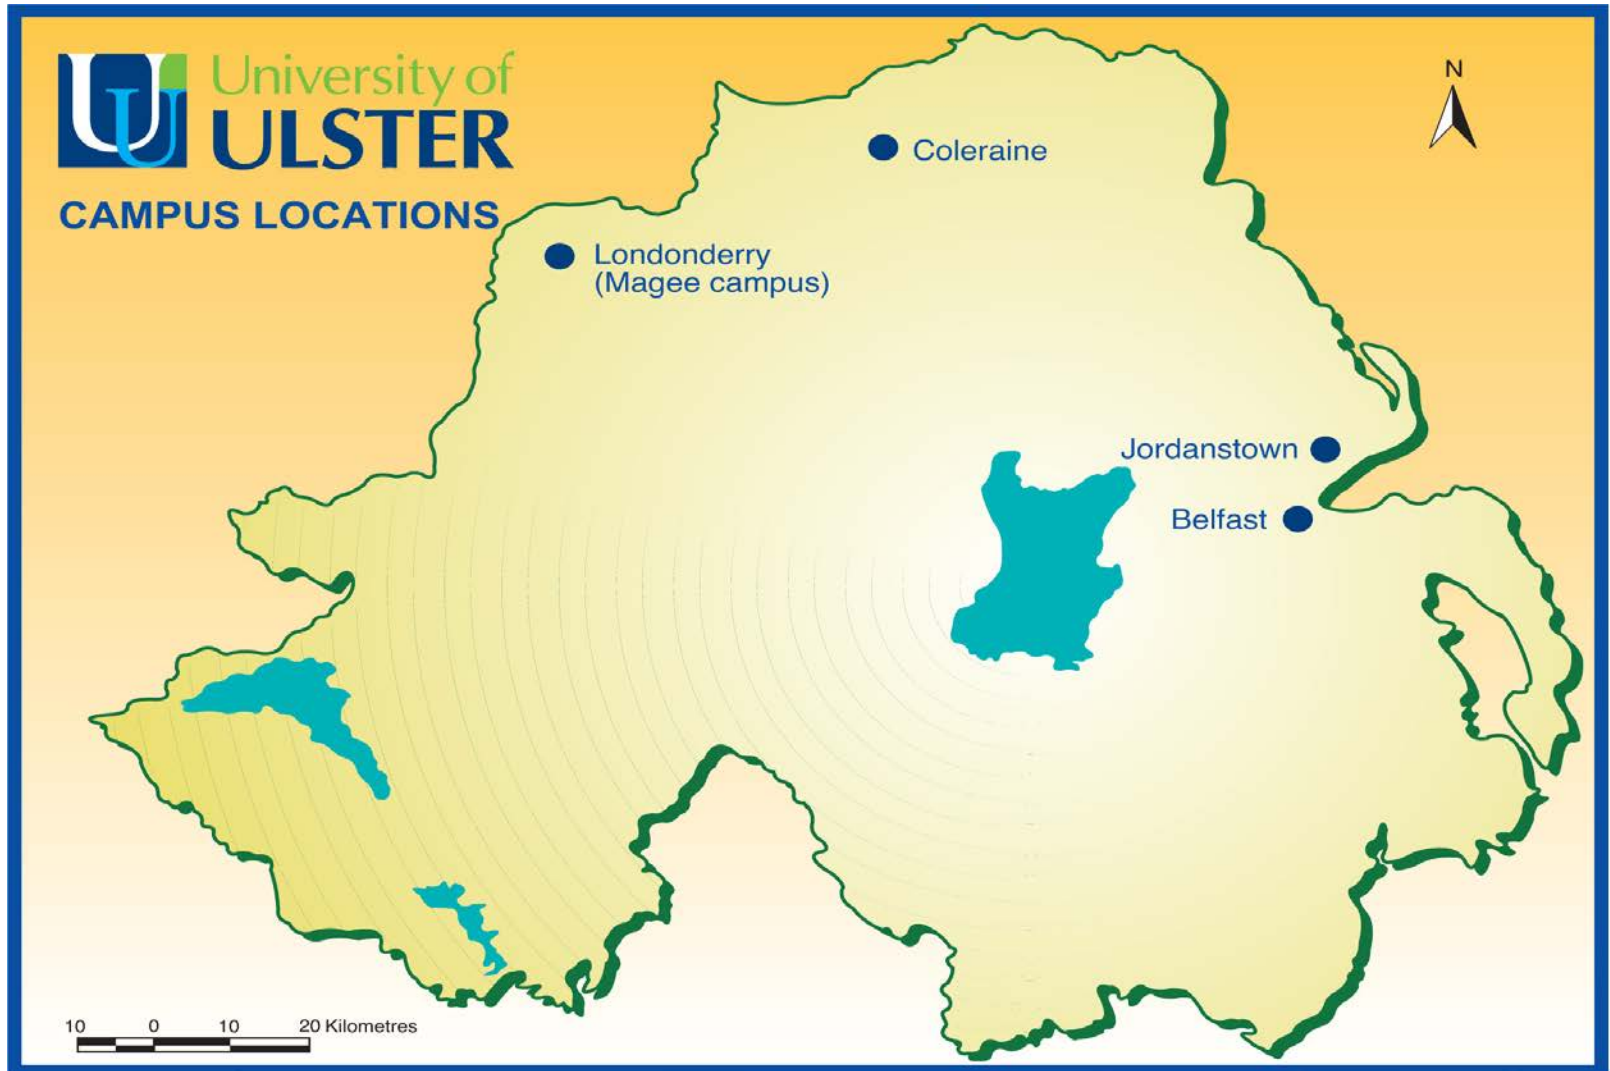 University of
ULSTER
CAMPUS LOCATIONS
N
Coleraine
Londonderry
(Magee campus)
Jordanstown
Belfast
10 0 10 20 Kilometres